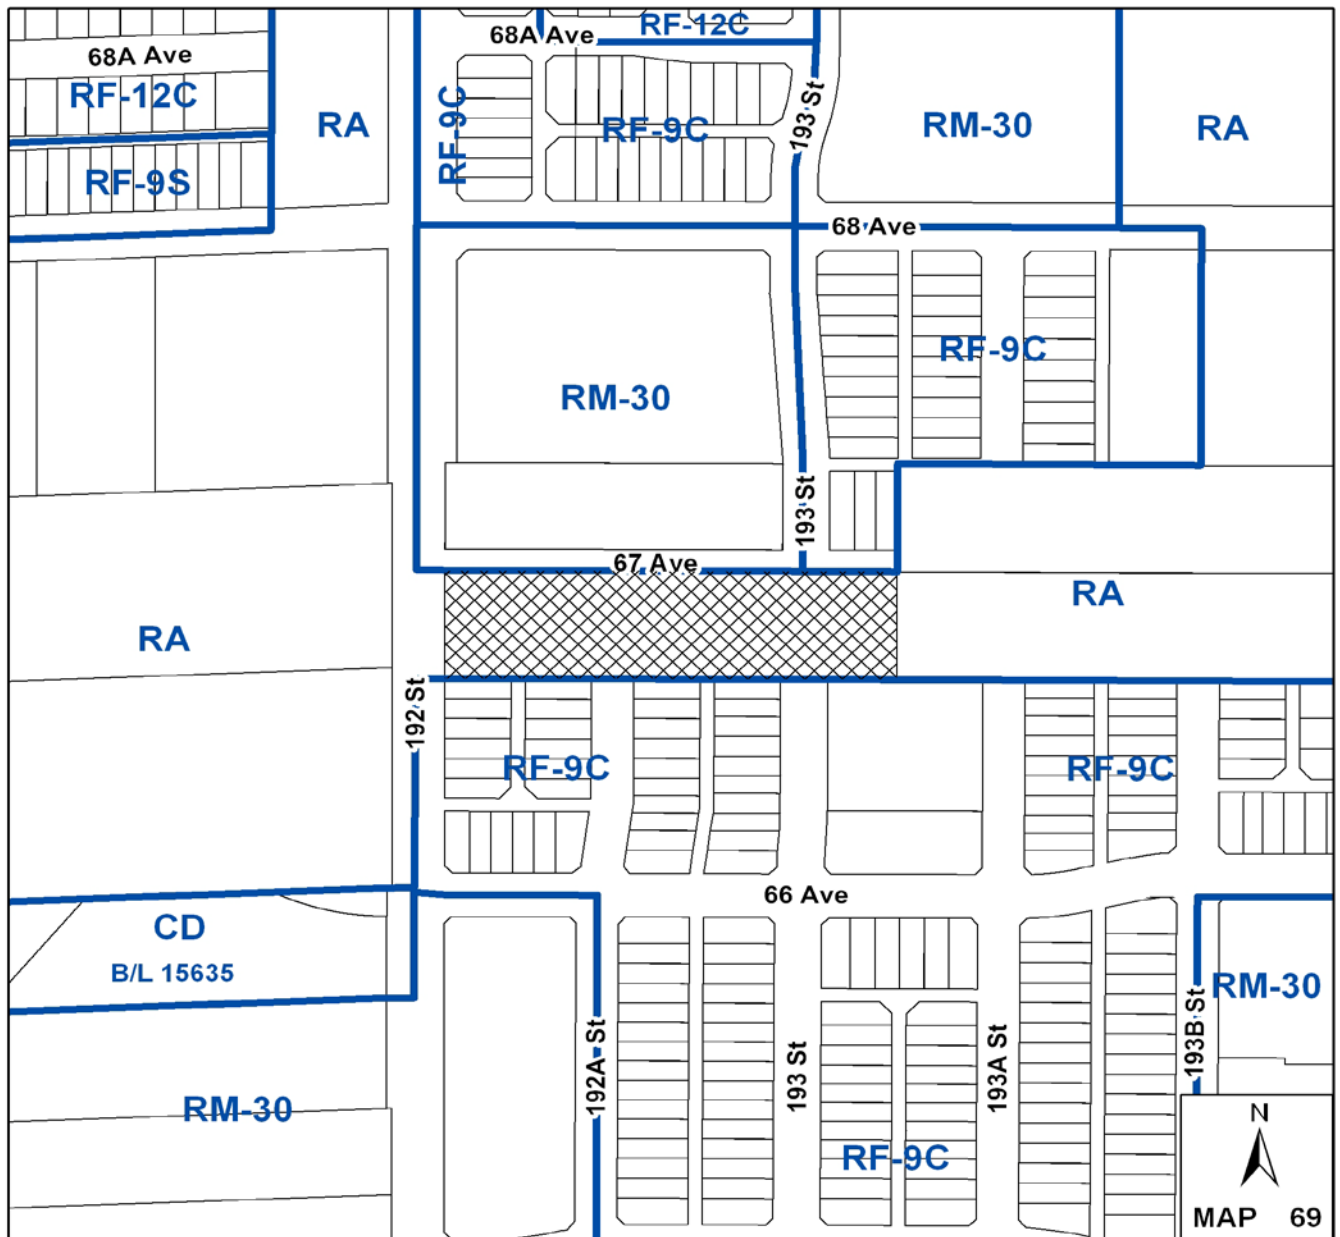 68A Ave
RF-12C
RF-9S
RA
68A Ave
RF-12C
RF-9C
RF-9C
193 St
RM-30
RA
68 Ave
RM-30
RF-9C
193 St
67 Ave
RA
RA
192 St
RF-9C
RF-9C
66 Ave
CD
B/L 15635
RM-30
192A St
193 St
193A St
193B St
RM-30
RF-9C
N
MAP 69